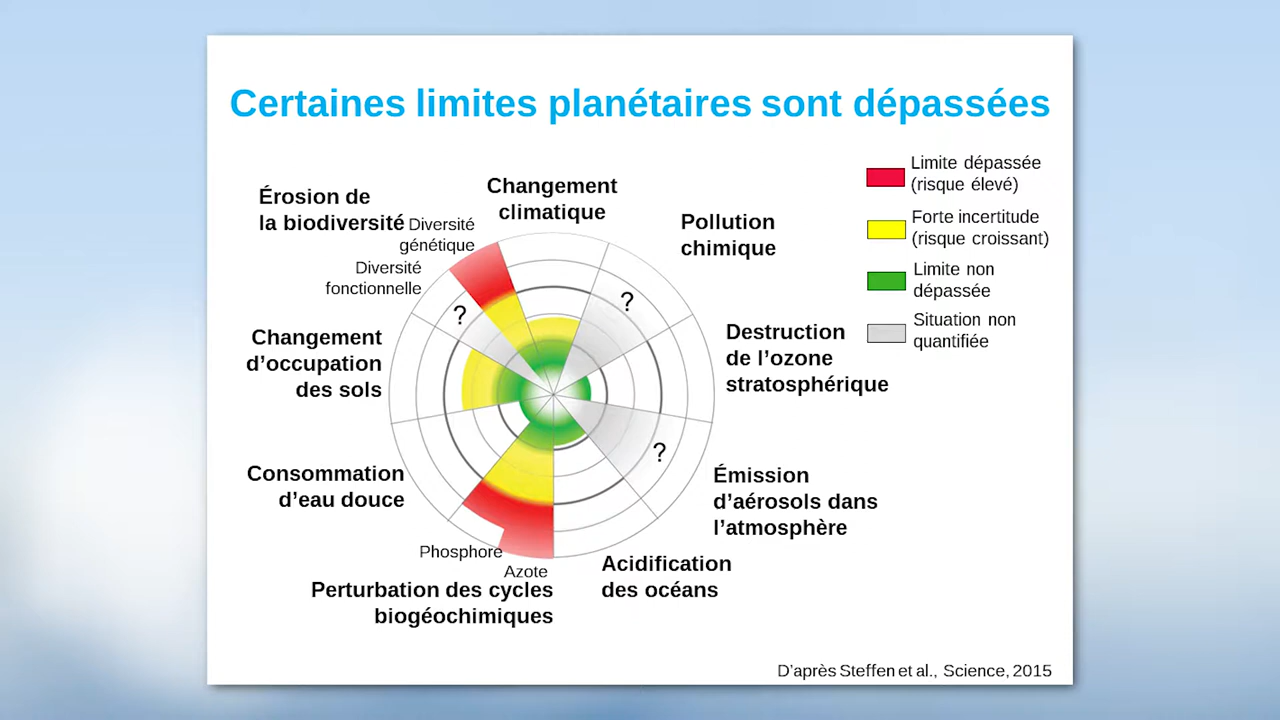 Certaines limites planétaires sont dépassées
Limite dépassée
(risque élevé)
Forte incertitude
(risque croissant)
Limite non
dépassée
Situation non
quantifiée
Changement
climatique
Pollution
chimique
Destruction
de l’ozone
stratosphérique
Émission
d’aérosols dans
l’atmosphère
Acidification
des océans
Perturbation des cycles
biogéochimiques
Azote
Phosphore
Consommation
d’eau douce
Changement
d’occupation
des sols
Érosion de
la biodiversité
Diversité
génétique
Diversité
fonctionnelle
?
?
?
D’après Steffen et al., Science, 2015